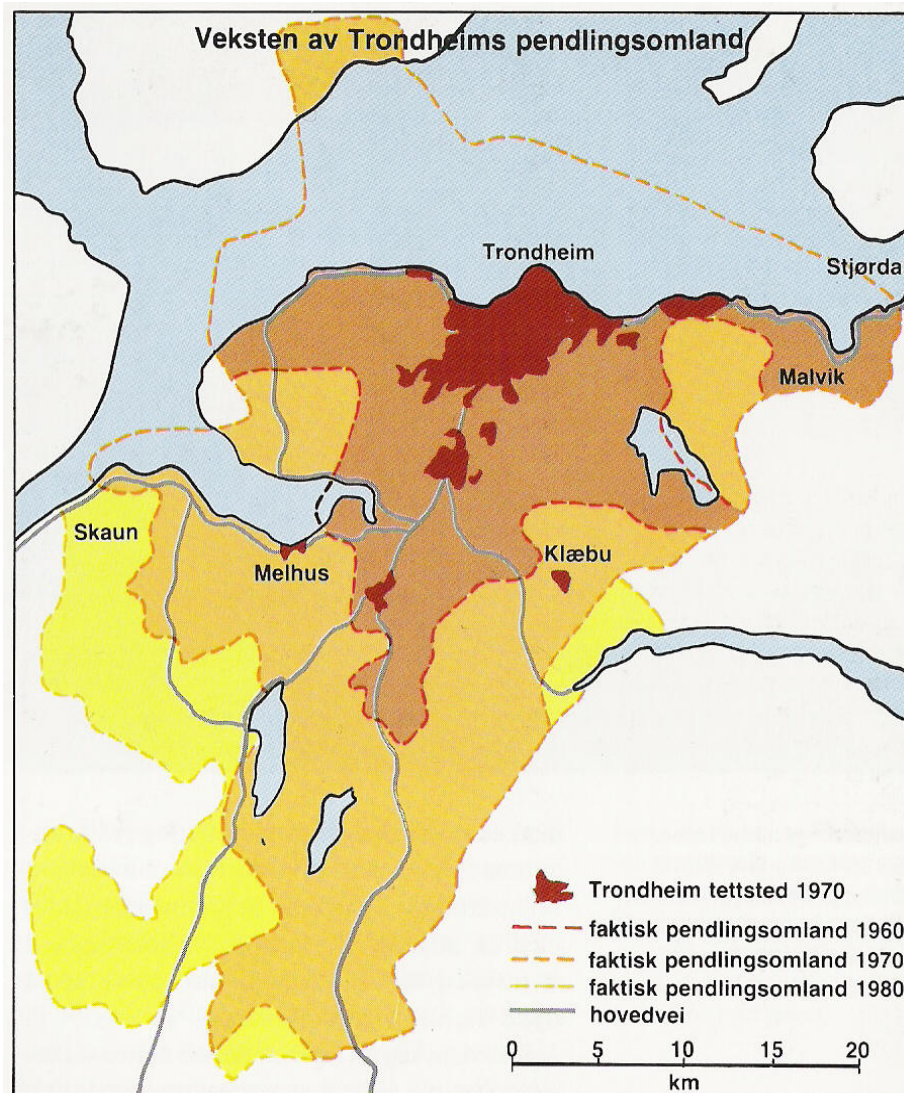 Veksten av Trondheims pendlingsomland
Trondheim
Stjørda
Malvik
Skaun
Melhus
Klæbu
Trondheim tettsted 1970
faktisk pendlingsomland 1960
faktisk pendlingsomland 1970
faktisk pendlingsomland 1980
hovedvei
0 5 10 15 20
km